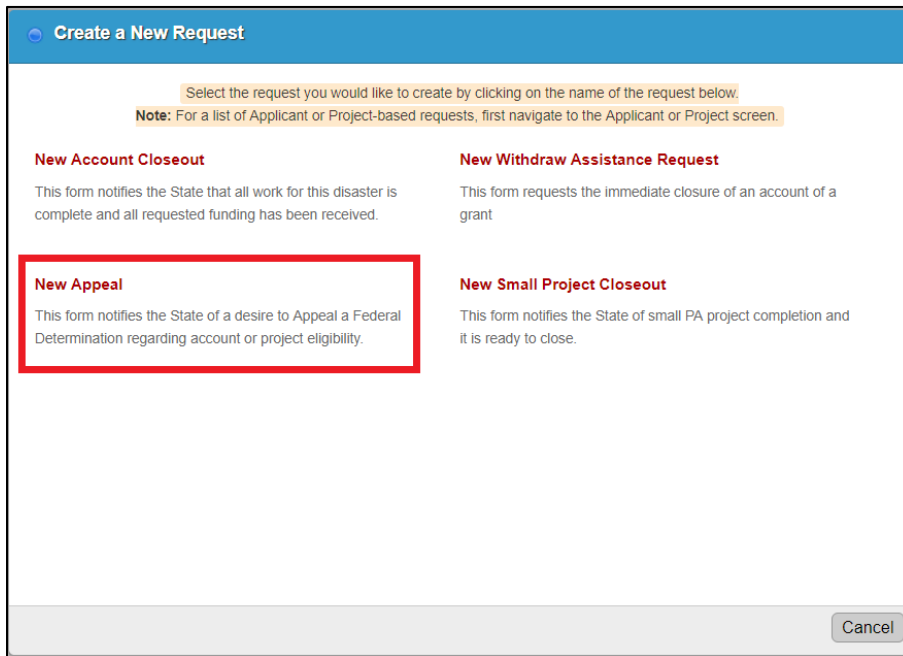 Create a New Request
Select the request you would like to create by clicking on the name of the request below.
Note: For a list of Applicant or Project-based requests, first navigate to the Applicant or Project screen.
New Account Closeout
This form notifies the State that all work for this disaster is
complete and all requested funding has been received.
New Withdraw Assistance Request
This form requests the immediate closure of an account of a
grant
New Appeal
This form notifies the State of a desire to Appeal a Federal
Determination regarding account or project eligibility.
New Small Project Closeout
This form notifies the State of small PA project completion and
it is ready to close.
Cancel